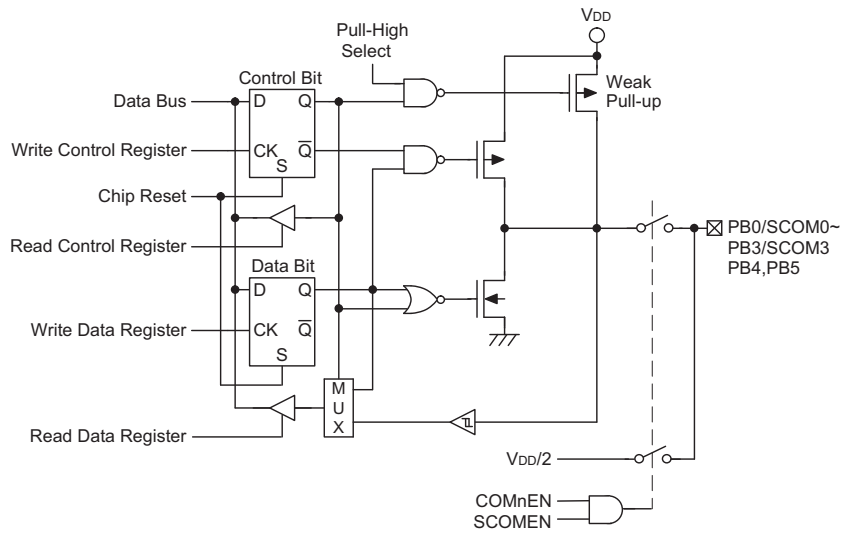 VDD
Pull-High
Select
Control Bit
Weak
Pull-up
Data Bus
D Q
Write Control Register
CK Q
S
Chip Reset
PB0/SCOM0~
PB3/SCOM3
PB4,PB5
Read Control Register
Data Bit
D Q
Write Data Register
CK Q
S
M
U
X
Read Data Register
VDD/2
COMnEN
SCOMEN